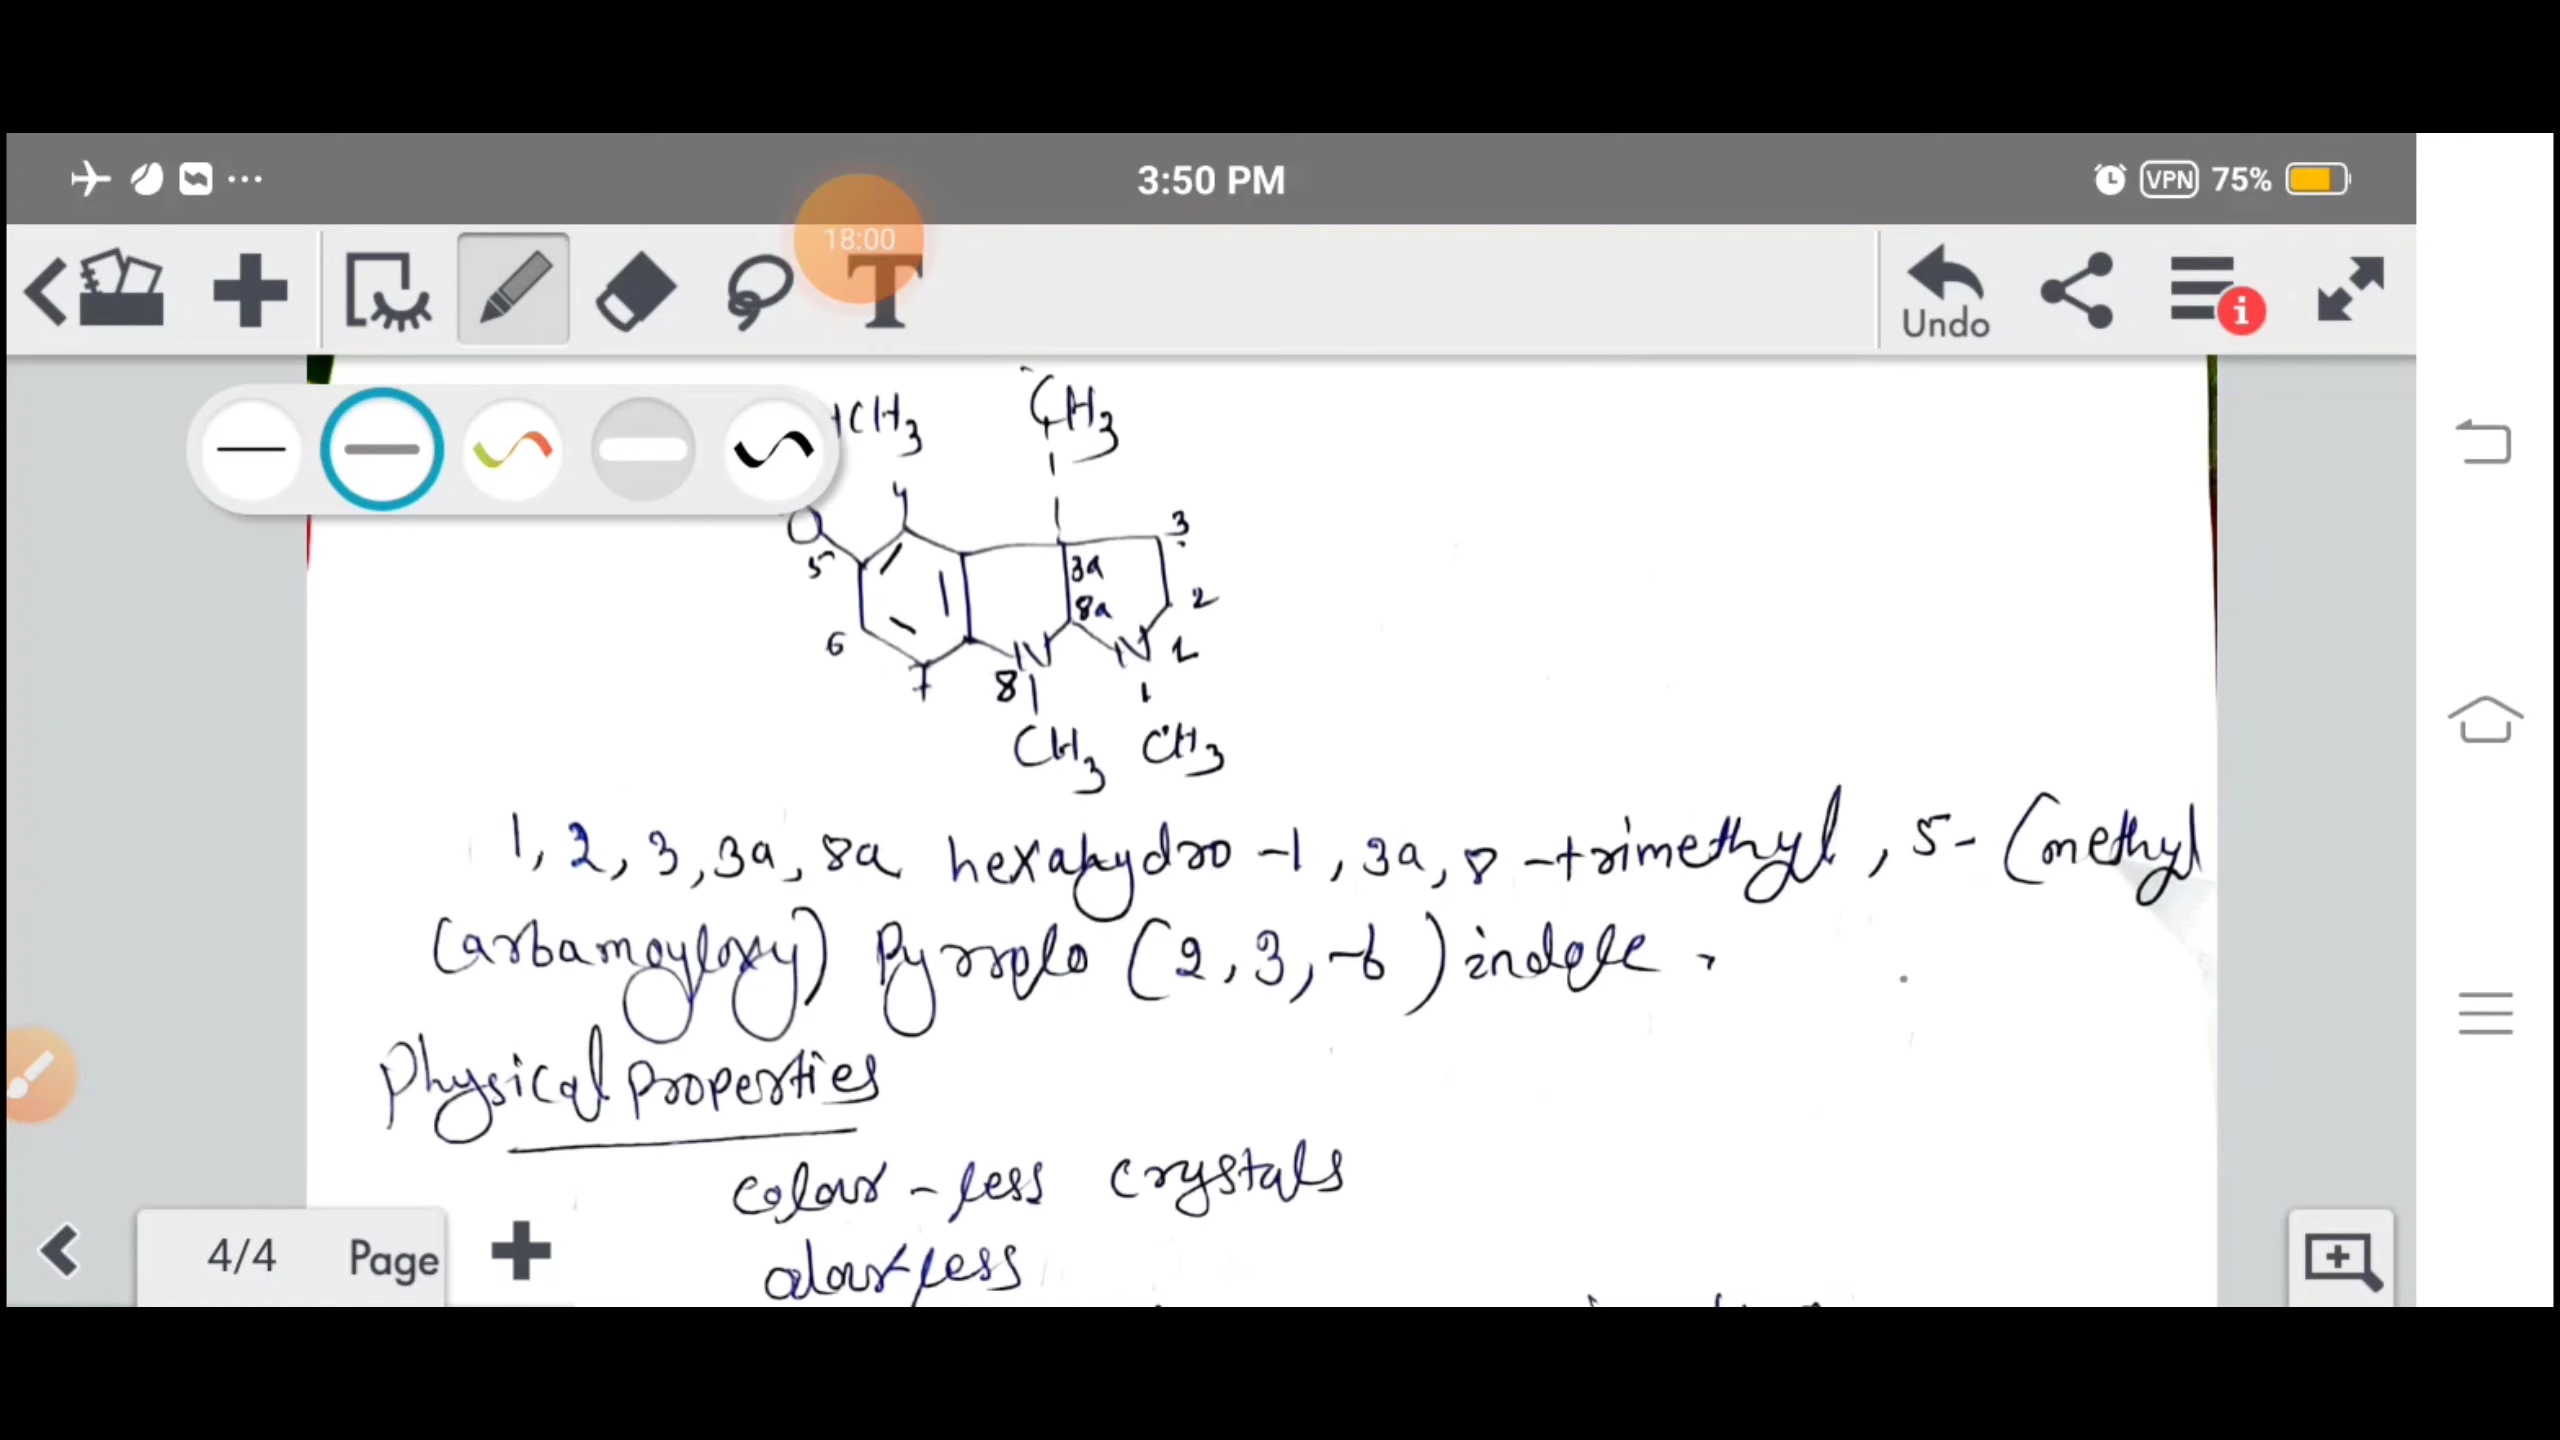 3:50 PM
VPN 75%
18:00
T
Undo
CH3
CH3
4
O
3
5
3a
8a
2
6
N
N
1
7
8
CH3 CH3
1, 2, 3, 3a, 8a hexahydro -1, 3a, 8 -trimethyl, 5- (methyl
Carbamoyloxy) Pyrrolo (2, 3, -b) indole.
Physical Properties
colour - less crystals
4/4 Page